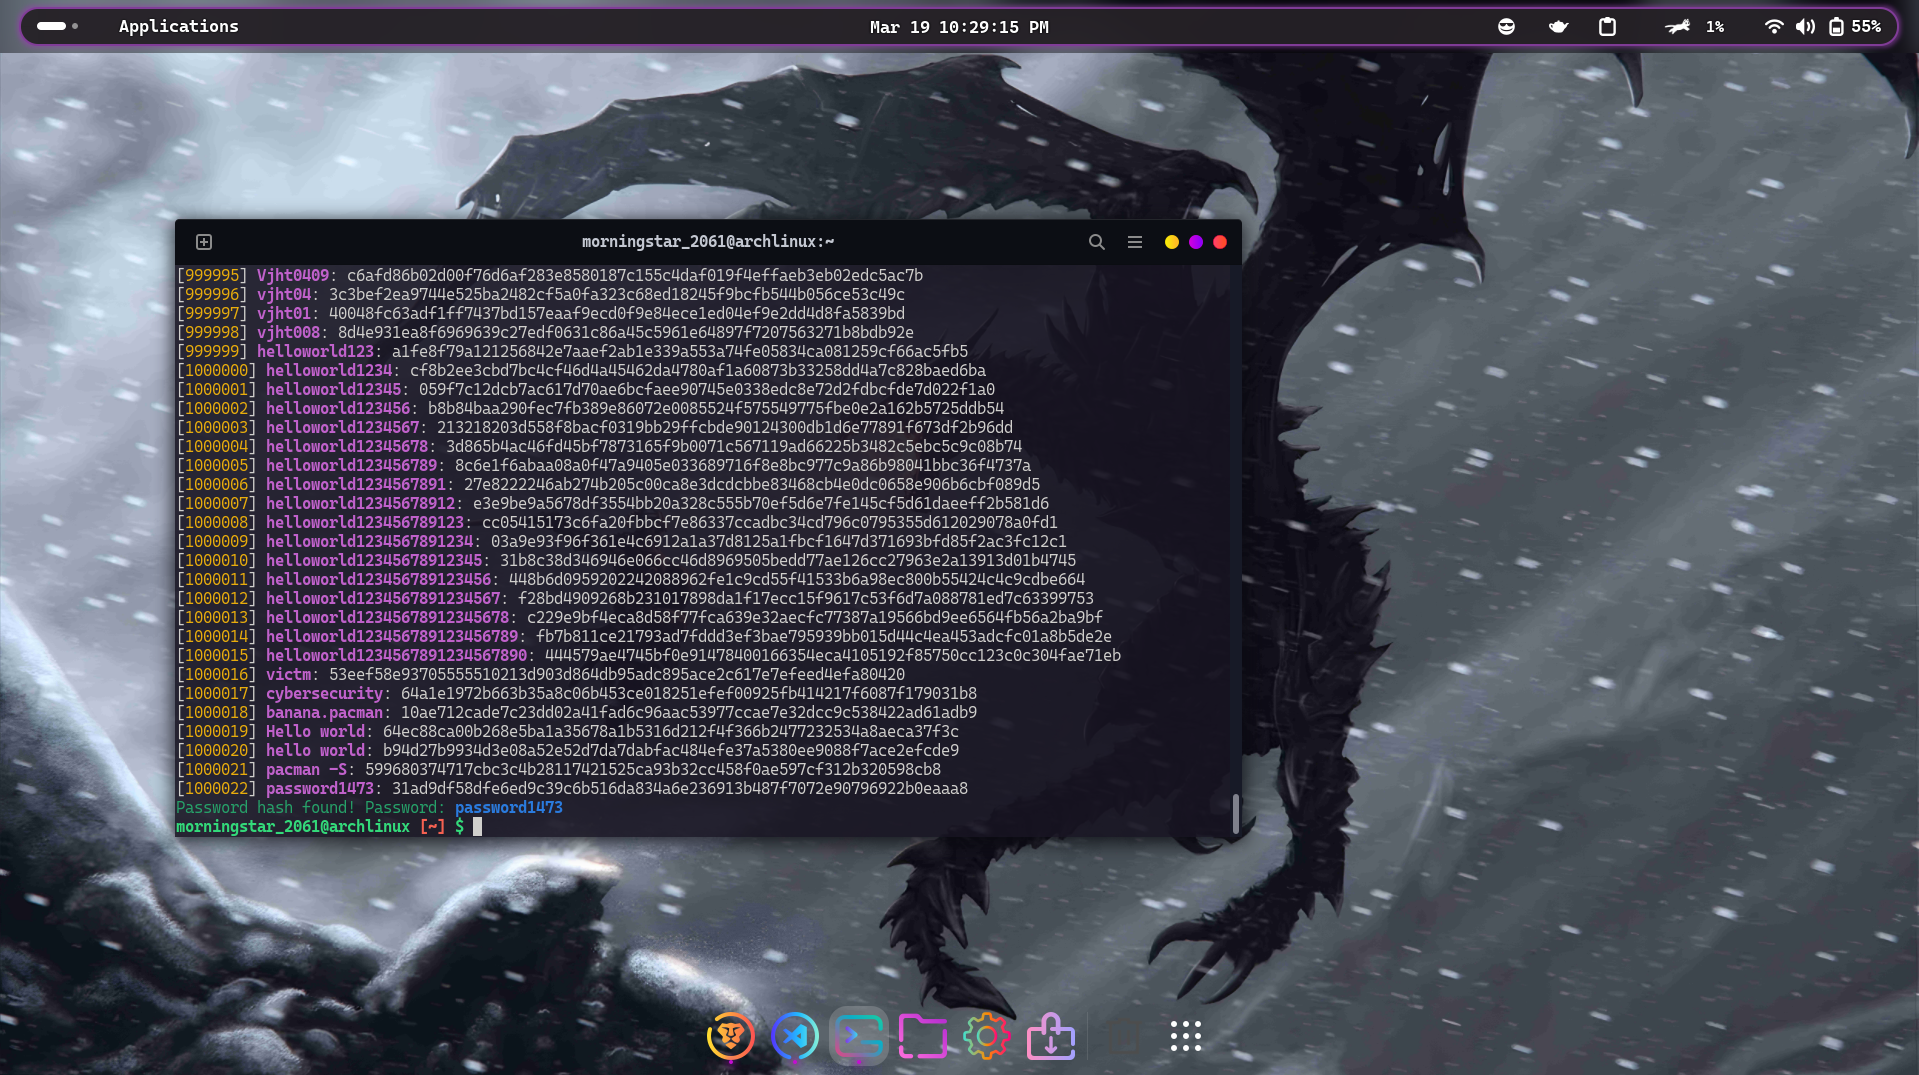 Applications
Mar 19 10:29:15 PM
1%
55%
morningstar_2061@archlinux:~
[999995] Vjht0409: c6afd86b02d00f76d6af283e8580187c155c4daf019f4effaeb3eb02edc5ac7b
[999996] vjht04: 3c3bef2ea9744e525ba2482cf5a0fa323c68ed18245f9bcfb544b056ce53c49c
[999997] vjht01: 40048fc63adf1ff7437bd157eaaf9ecd0f9e84ece1ed04ef9e2dd4d8fa5839bd
[999998] vjht008: 8d4e931ea8f6969639c27edf0631c86a45c5961e64897f7207563271b8bdb92e
[999999] helloworld123: a1fe8f79a121256842e7aaef2ab1e339a553a74fe05834ca081259cf66ac5fb5
[1000000] helloworld1234: cf8b2ee3cbd7bc4cf46d4a45462da4780af1a60873b33258dd4a7c828baed6ba
[1000001] helloworld12345: 059f7c12dcb7ac617d70ae6bcfaee90745e0338edc8e72d2fdbcfde7d022f1a0
[1000002] helloworld123456: b8b84baa290fec7fb389e86072e0085524f575549775fbe0e2a162b5725ddb54
[1000003] helloworld1234567: 213218203d558f8bacf0319bb29ffcbde90124300db1d6e77891f673df2b96dd
[1000004] helloworld12345678: 3d865b4ac46fd45bf7873165f9b0071c567119ad66225b3482c5ebc5c9c08b74
[1000005] helloworld123456789: 8c6e1f6abaa08a0f47a9405e033689716f8e8bc977c9a86b98041bbc36f4737a
[1000006] helloworld1234567891: 27e8222246ab274b205c00ca8e3dcdcbbe83468cb4e0dc0658e906b6cbf089d5
[1000007] helloworld12345678912: e3e9be9a5678df3554bb20a328c555b70ef5d6e7fe145cf5d61daeeff2b581d6
[1000008] helloworld123456789123: cc05415173c6fa20fbbcf7e86337ccadbc34cd796c0795355d612029078a0fd1
[1000009] helloworld1234567891234: 03a9e93f96f361e4c6912a1a37d8125a1fbcf1647d371693bfd85f2ac3fc12c1
[1000010] helloworld12345678912345: 31b8c38d346946e066cc46d8969505bedd77ae126cc27963e2a13913d01b4745
[1000011] helloworld123456789123456: 448b6d0959202242088962fe1c9cd55f41533b6a98ec800b55424c4c9cdbe664
[1000012] helloworld1234567891234567: f28bd4909268b231017898da1f17ecc15f9617c53f6d7a088781ed7c63399753
[1000013] helloworld12345678912345678: c229e9bf4eca8d58f77fca639e32aecfc77387a19566bd9ee6564fb56a2ba9bf
[1000014] helloworld123456789123456789: fb7b811ce21793ad7fddd3ef3bae795939bb015d44c4ea453adcfc01a8b5de2e
[1000015] helloworld1234567891234567890: 444579ae4745bf0e91478400166354eca4105192f85750cc123c0c304fae71eb
[1000016] victm: 53eef58e93705555510213d903d864db95adc895ace2c617e7efeed4efa80420
[1000017] cybersecurity: 64a1e1972b663b35a8c06b453ce018251efef00925fb414217f6087f179031b8
[1000018] banana.pacman: 10ae712cade7c23dd02a41fad6c96aac53977ccae7e32dcc9c538422ad61adb9
[1000019] Hello world: 64ec88ca00b268e5ba1a35678a1b5316d212f4f366b2477232534a8aeca37f3c
[1000020] hello world: b94d27b9934d3e08a52e52d7da7dabfac484efe37a5380ee9088f7ace2efcde9
[1000021] pacman -S: 599680374717cbc3c4b28117421525ca93b32cc458f0ae597cf312b320598cb8
[1000022] password1473: 31ad9df58dfe6ed9c39c6b516da834a6e236913b487f7072e90796922b0eaaa8
Password hash found! Password: password1473
morningstar_2061@archlinux [~] $